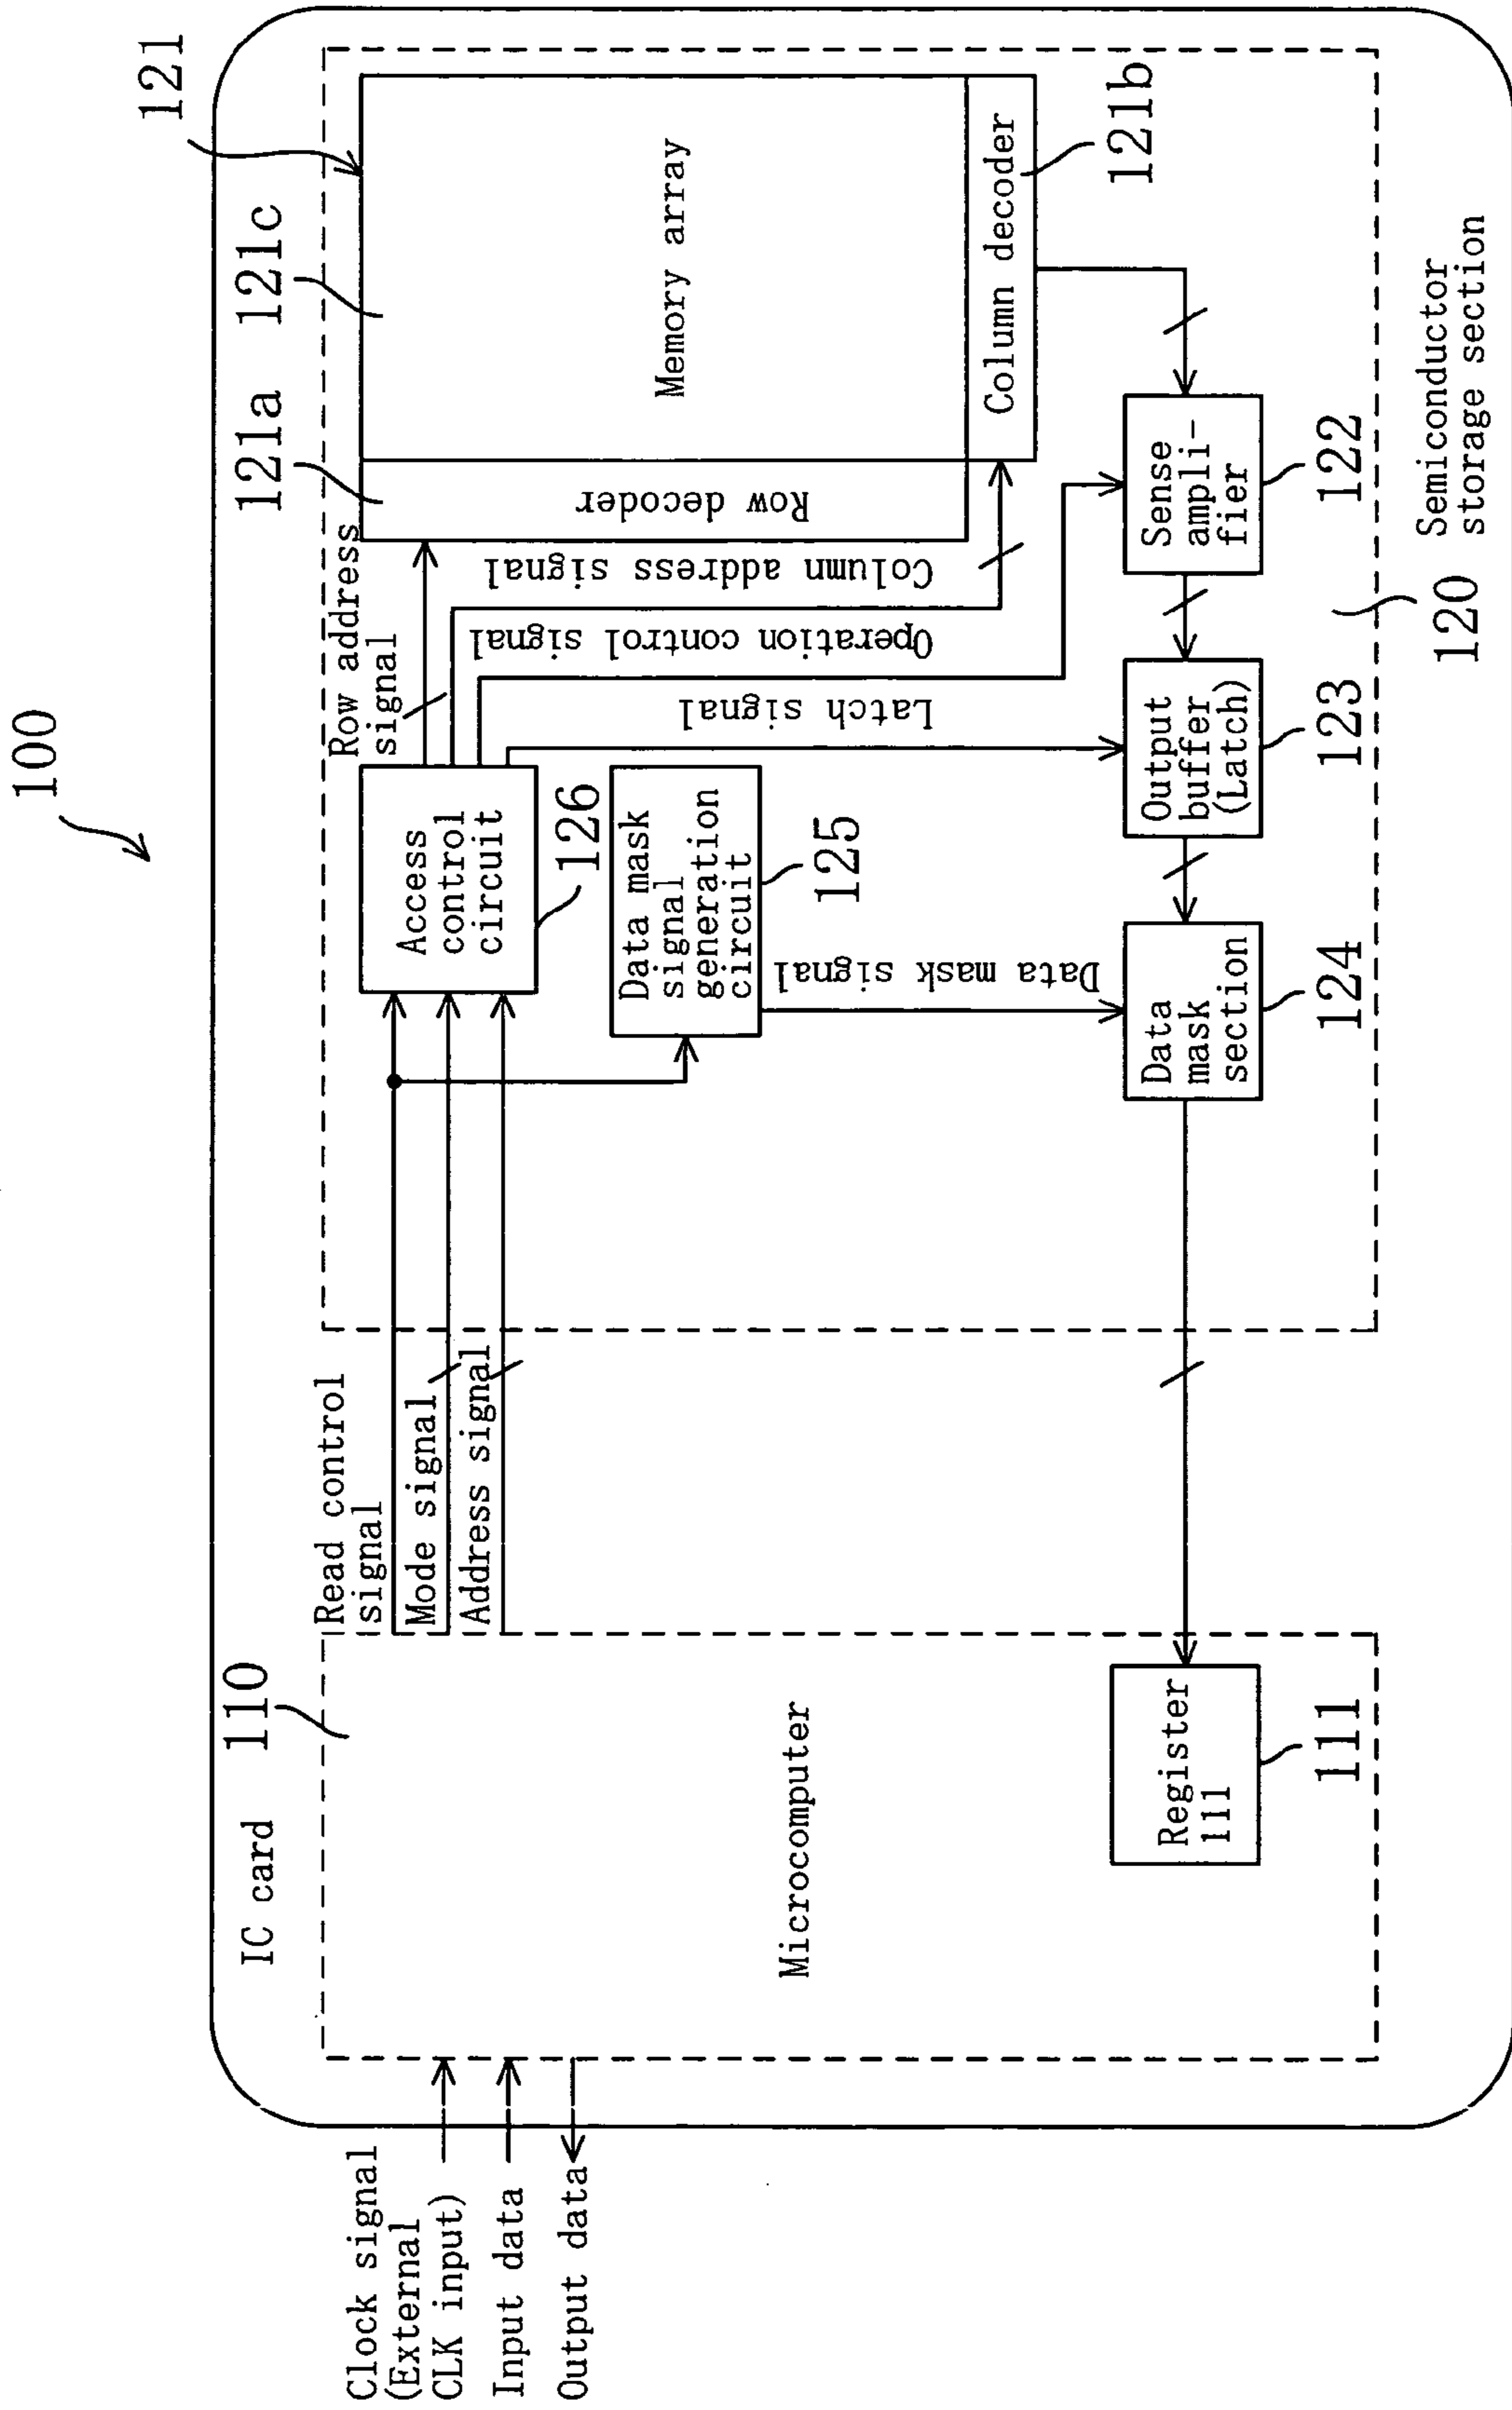 100
IC card
110
121a
121c
121
Clock signal
(External
CLK input)
Input data
Output data
Read control
signal
Mode signal
Address signal
Microcomputer
Register
111
111
Access
control
circuit
126
Row address
signal
Column address signal
Operation control signal
Latch signal
Data mask
signal
generation
circuit
125
Data mask signal
Row decoder
Memory array
Column decoder
121b
Data
mask
section
124
Output
buffer
(Latch)
123
Sense
ampli-
fier
122
120
Semiconductor
storage section